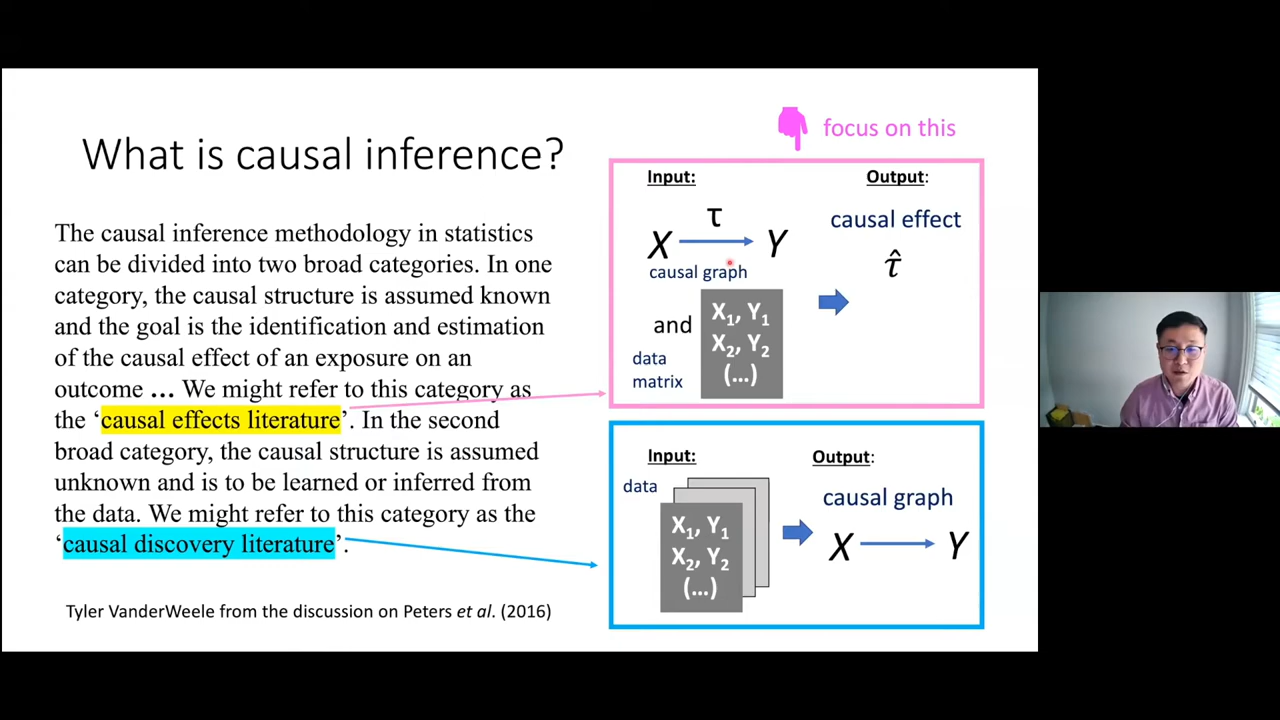 What is causal inference?
The causal inference methodology in statistics
can be divided into two broad categories. In one
category, the causal structure is assumed known
and the goal is the identification and estimation
of the causal effect of an exposure on an
outcome … We might refer to this category as
the ‘causal effects literature’. In the second
broad category, the causal structure is assumed
unknown and is to be learned or inferred from
the data. We might refer to this category as the
‘causal discovery literature’.
Tyler VanderWeele from the discussion on Peters et al. (2016)
focus on this
Input:
τ
X Y
causal graph
and
data
matrix
X₁, Y₁
X₂, Y₂
(...)
Output:
causal effect
τ̂
Input:
data
X₁, Y₁
X₂, Y₂
(...)
Output:
causal graph
X Y